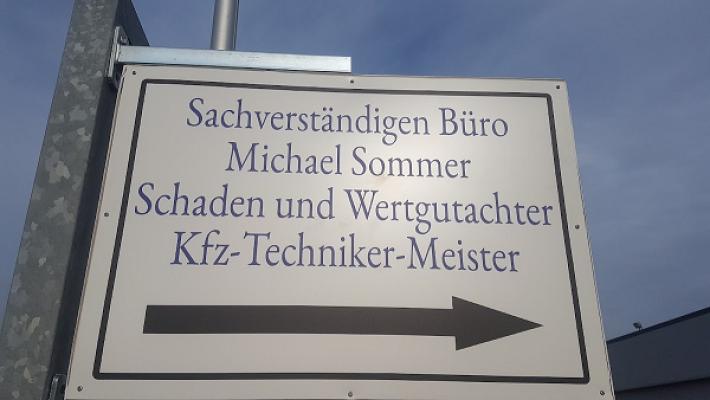 Sachverständigen Büro
Michael Sommer
Schaden und Wertgutachter
Kfz-Techniker-Meister